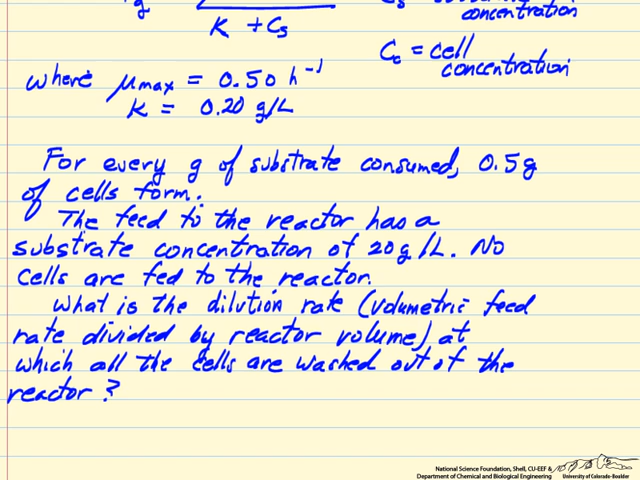 K + Cs
concentration
Cc = cell
concentration
where μmax = 0.50 h⁻¹
K = 0.20 g/L
For every g of substrate consumed, 0.5g
of cells form.
The feed to the reactor has a
substrate concentration of 20g/L. No
cells are fed to the reactor.
What is the dilution rate (volumetric feed
rate divided by reactor volume) at
which all the cells are washed out of the
reactor?
National Science Foundation, Shell, CU-EEF &
Department of Chemical and Biological Engineering
University of Colorado-Boulder